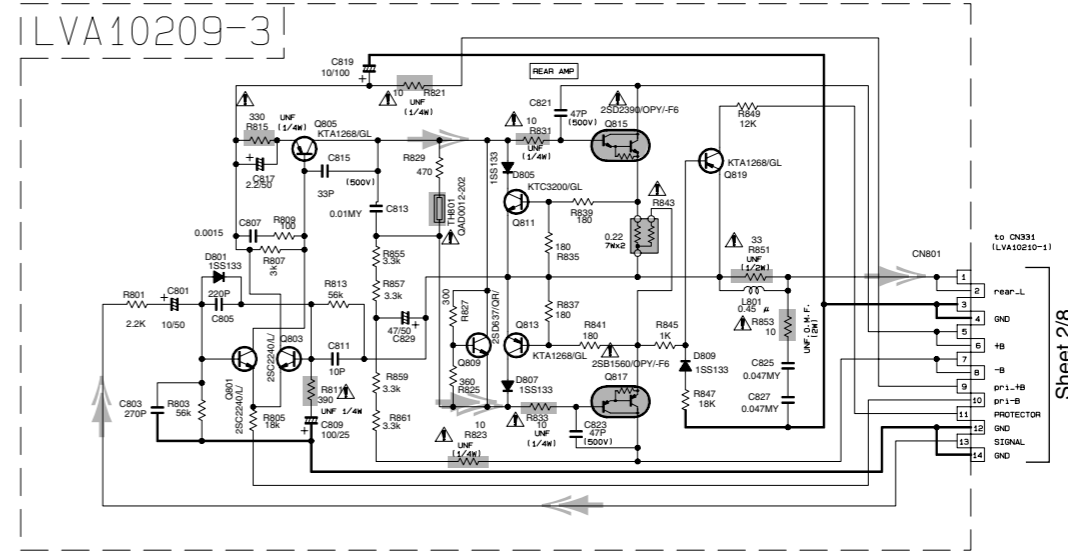 LVA10209-3
C819
10/100
REAR AMP
10
R821
UNF
(1/4W)
330
R815
UNF
(1/4W)
Q805
KTA1268/GL
C817
2.2/50
C815
33P
(500V)
R829
470
TH801
QAD0012-202
0.01MY
C813
1SS133
D805
10
R831
UNF
(1/4W)
C821
47P
(500V)
2SD2390/OPY/-F6
Q815
R849
12K
KTA1268/GL
Q819
KTC3200/GL
Q811
R839
180
180
R835
R843
0.22
7Wx2
0.0015
C807
R809
100
R807
3k
D801
1SS133
R801
2.2K
C801
10/50
220P
C805
R813
56k
R855
3.3k
R857
3.3k
47/50
C829
300
R827
2SD637/QR/
Q813
R837
180
KTA1268/GL
R841
180
R845
1K
33
R851
UNF
(1/2W)
L801
0.45 μ
R853
10
UNF:O.M.F.
(2W)
C825
0.047MY
C827
0.047MY
D809
1SS133
R847
18K
2SB1560/OPY/-F6
Q817
Q803
2SC2240/L/
Q801
2SC2240/L/
C811
10P
R811
390
UNF 1/4W
C809
100/25
C803
270P
R803
56k
R805
18k
R859
3.3k
R861
3.3k
Q809
360
R825
D807
1SS133
R833
10
UNF
(1/4W)
C823
47P
(500V)
10
R823
UNF
(1/4W)
to CN331
(LVA10210-1)
CN801
1
2 rear_L
3
4 GND
5
6 +B
7
8 -B
9 pri_+B
10 pri-B
11 PROTECTOR
12 GND
13 SIGNAL
14 GND
Sheet 2/8